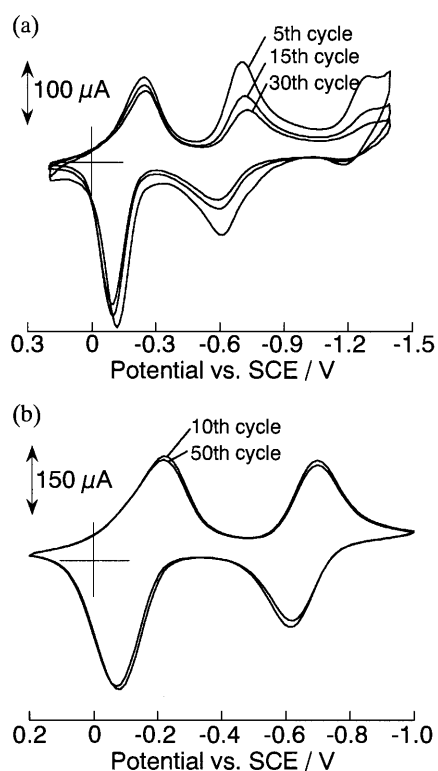 (a)
5th cycle
15th cycle
30th cycle
100 μA
0.3 0 -0.3 -0.6 -0.9 -1.2 -1.5
Potential vs. SCE / V
(b)
10th cycle
50th cycle
150 μA
0.2 0 -0.2 -0.4 -0.6 -0.8 -1.0
Potential vs. SCE / V